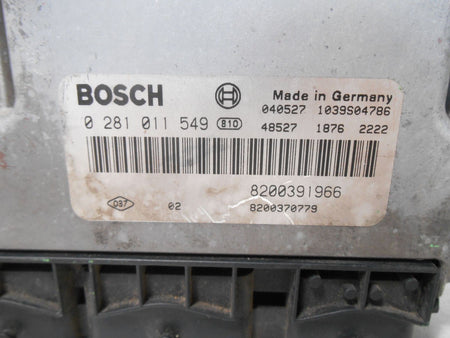 BOSCH Made in Germany
040527 1039S04786
0 281 011 549 810 48527 1876 2222
8200391966
037 02 8200370779